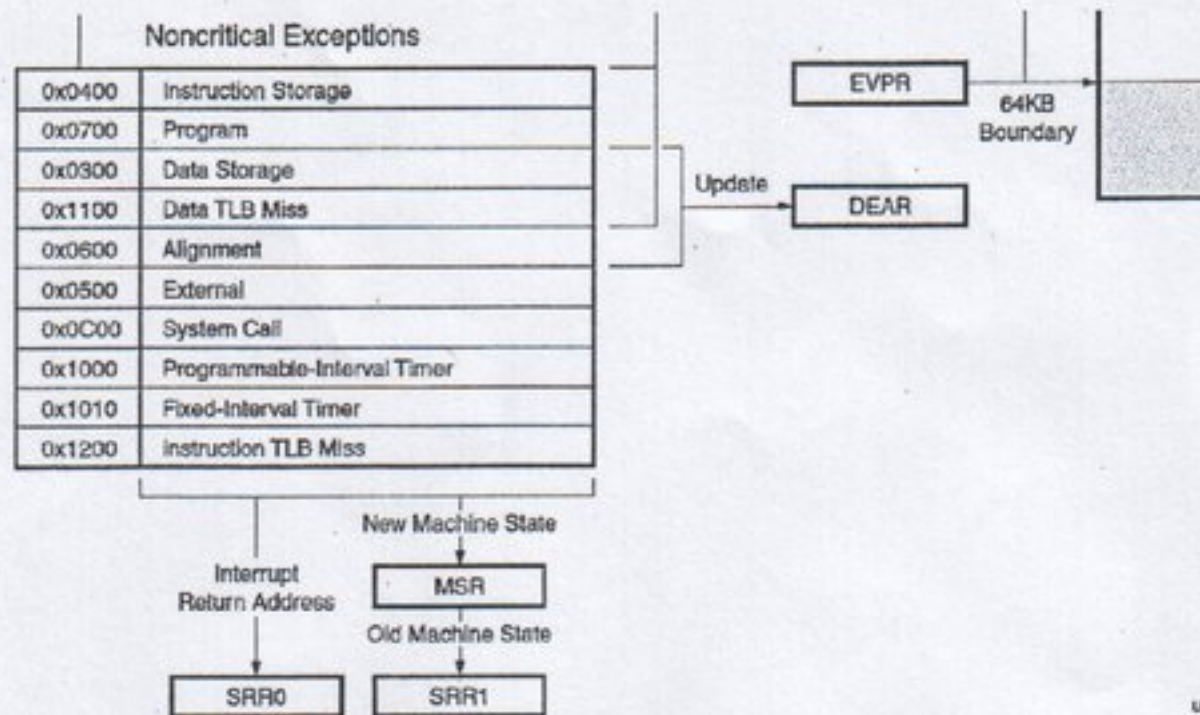 Noncritical Exceptions
0x0400 Instruction Storage
0x0700 Program
0x0300 Data Storage
0x1100 Data TLB Miss
0x0600 Alignment
0x0500 External
0x0C00 System Call
0x1000 Programmable-Interval Timer
0x1010 Fixed-Interval Timer
0x1200 Instruction TLB Miss
EVPR
64KB
Boundary
Update
DEAR
New Machine State
Interrupt
Return Address
MSR
Old Machine State
SRR0
SRR1